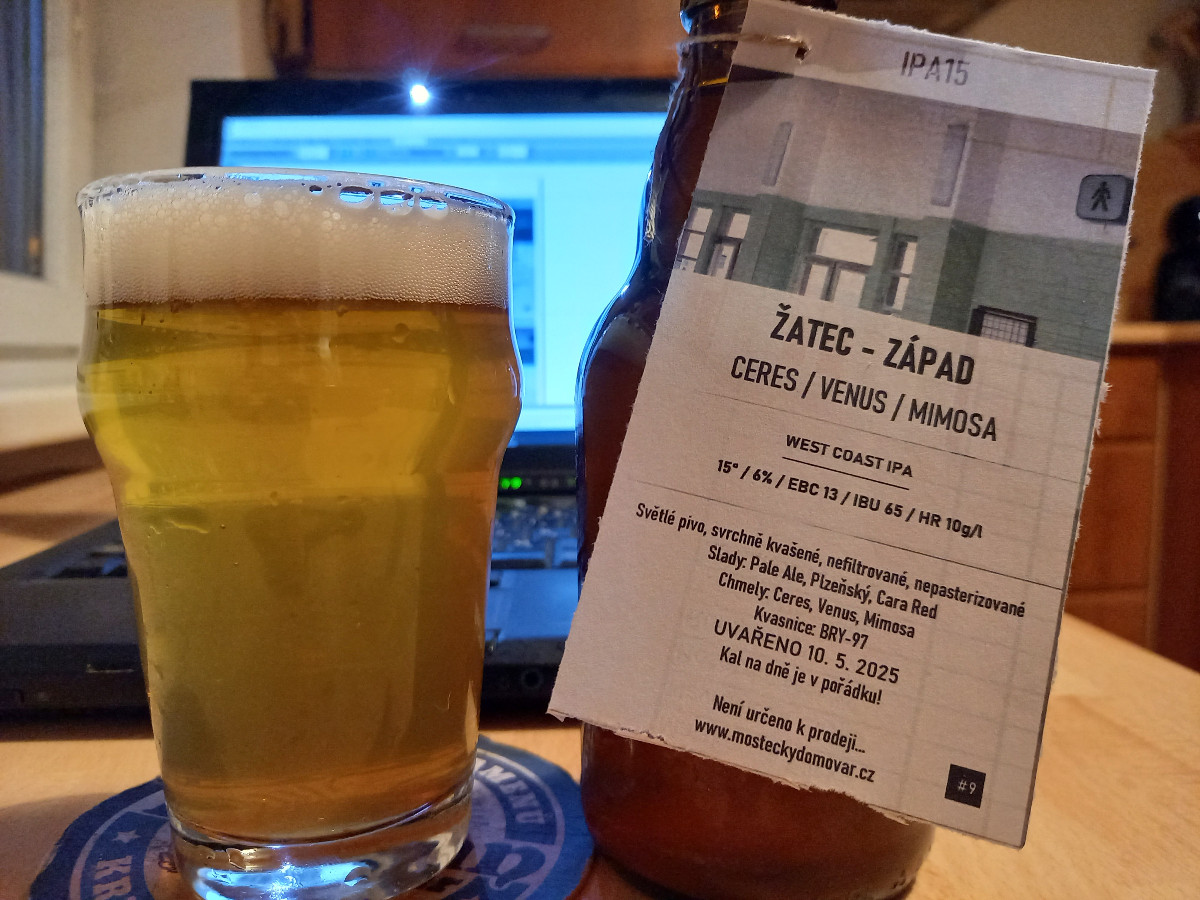 IPA15
ŽATEC - ZÁPAD
CERES / VENUS / MIMOSA
WEST COAST IPA
15° / 6% / EBC 13 / IBU 65 / HR 10g/l
Světlé pivo, svrchně kvašené, nefiltrované, nepasterizované
Slady: Pale Ale, Plzeňský, Cara Red
Chmely: Ceres, Venus, Mimosa
Kvasnice: BRY-97
UVAŘENO 10. 5. 2025
Kal na dně je v pořádku!
Není určeno k prodeji...
www.mosteckydomovar.cz
#9